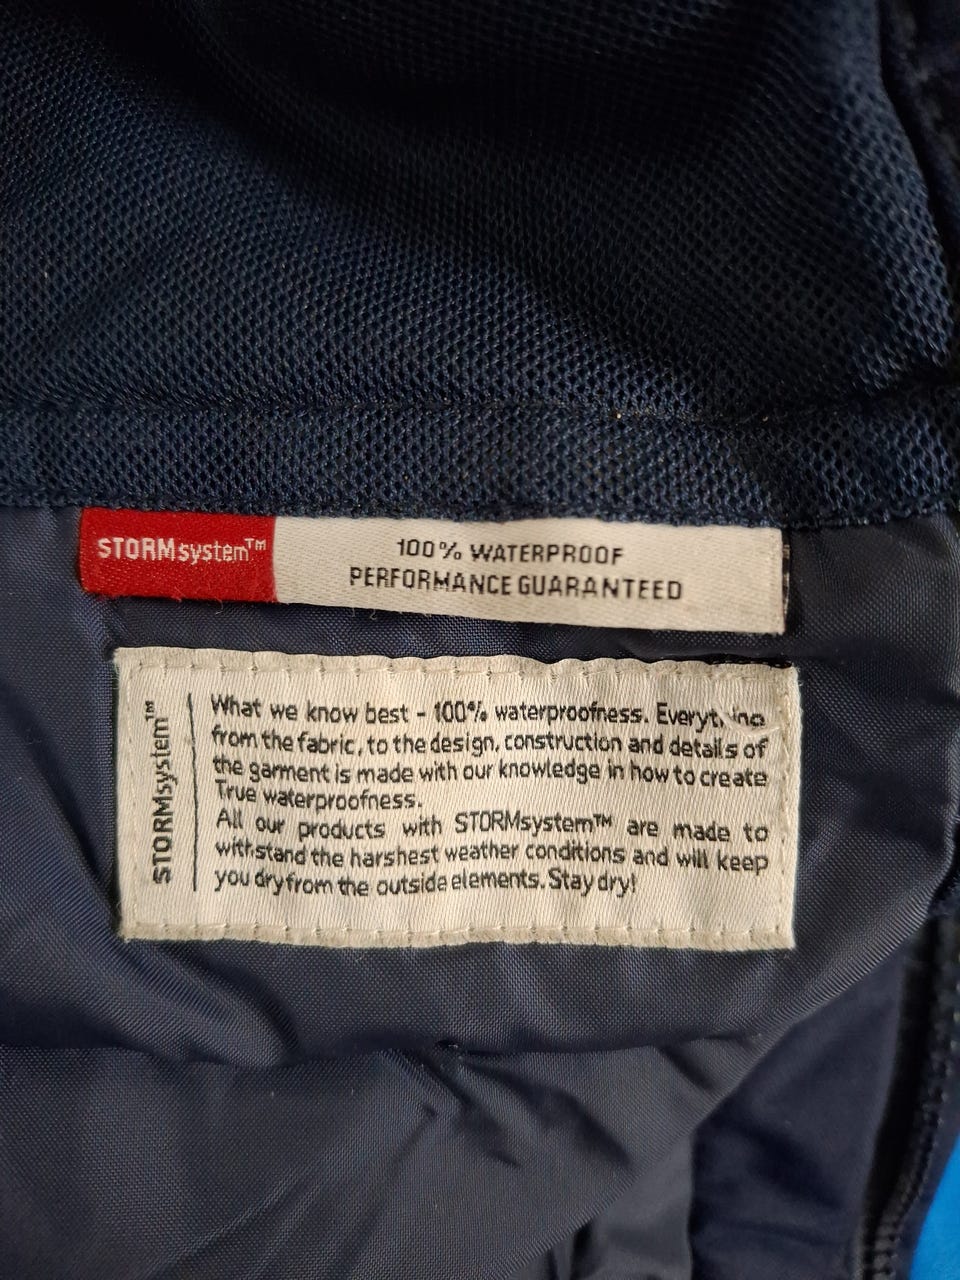 STORMsystem™
100% WATERPROOF
PERFORMANCE GUARANTEED
STORMsystem™
What we know best - 100% waterproofness. Everything
from the fabric, to the design, construction and details of
the garment is made with our knowledge in how to create
True waterproofness.
All our products with STORMsystem™ are made to
withstand the harshest weather conditions and will keep
you dry from the outside elements. Stay dry!